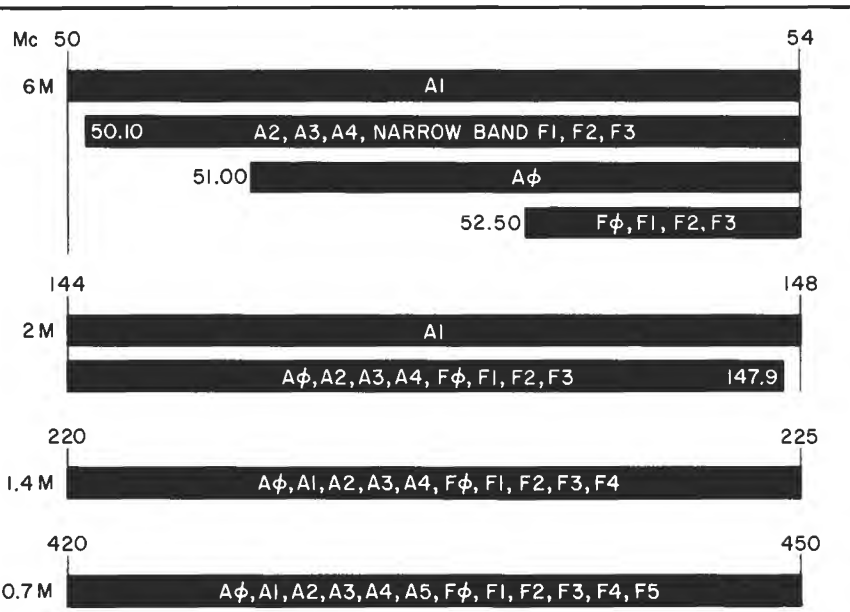 Mc 50 54
6 M A1
50.10 A2, A3, A4, NARROW BAND F1, F2, F3
51.00 Aϕ
52.50 Fϕ, F1, F2, F3
144 148
2 M A1
Aϕ, A2, A3, A4, Fϕ, F1, F2, F3 147.9
220 225
1.4 M Aϕ, A1, A2, A3, A4, Fϕ, F1, F2, F3, F4
420 450
0.7 M Aϕ, A1, A2, A3, A4, A5, Fϕ, F1, F2, F3, F4, F5